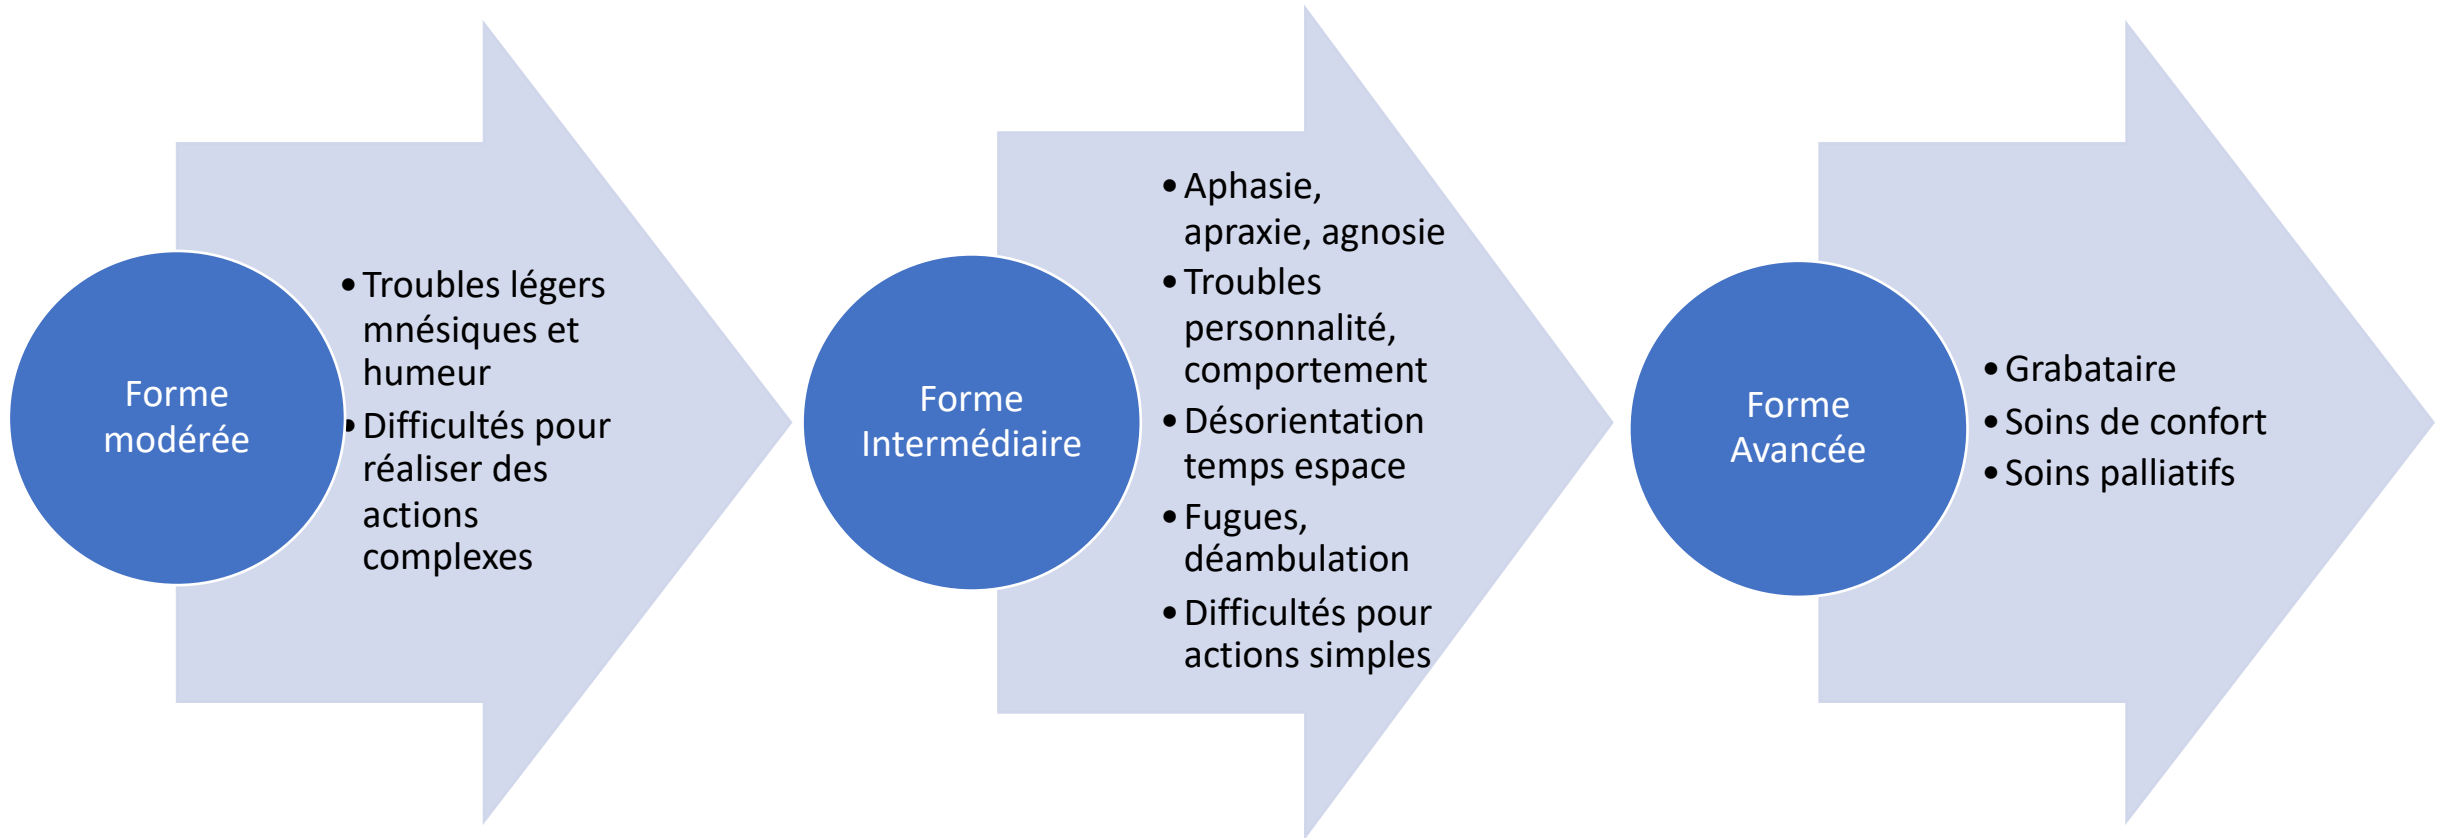 Forme
modérée
• Troubles légers
mnésiques et
humeur
• Difficultés pour
réaliser des
actions
complexes
Forme
Intermédiaire
• Aphasie,
apraxie, agnosie
• Troubles
personnalité,
comportement
• Désorientation
temps espace
• Fugues,
déambulation
• Difficultés pour
actions simples
Forme
Avancée
• Grabataire
• Soins de confort
• Soins palliatifs